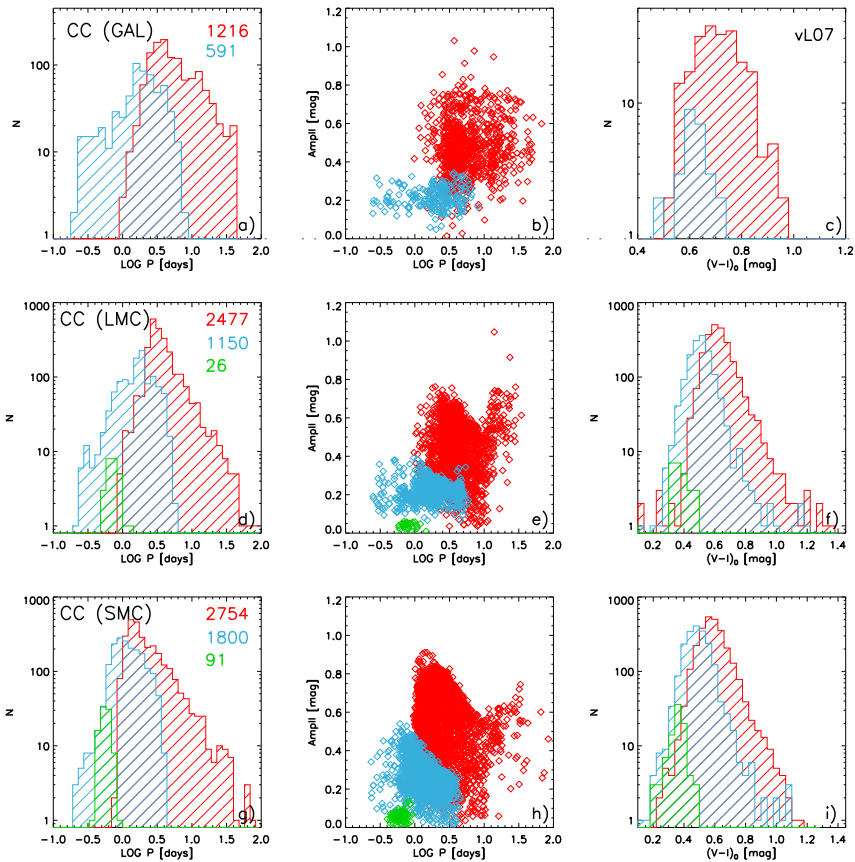 CC (GAL)
1216
591
100
10
1
N
-1.0 -0.5 0.0 0.5 1.0 1.5 2.0
LOG P [days]
a)
1.2
1.0
0.8
0.6
0.4
0.2
0.0
AmplI [mag]
-1.0 -0.5 0.0 0.5 1.0 1.5 2.0
LOG P [days]
b)
vL07
10
1
N
0.4 0.6 0.8 1.0 1.2
(V-I)0 [mag]
c)
CC (LMC)
2477
1150
26
1000
100
10
1
N
-1.0 -0.5 0.0 0.5 1.0 1.5 2.0
LOG P [days]
d)
1.2
1.0
0.8
0.6
0.4
0.2
0.0
AmplI [mag]
-1.0 -0.5 0.0 0.5 1.0 1.5 2.0
LOG P [days]
e)
1000
100
10
1
N
0.2 0.4 0.6 0.8 1.0 1.2 1.4
(V-I)0 [mag]
f)
CC (SMC)
2754
1800
91
1000
100
10
1
N
-1.0 -0.5 0.0 0.5 1.0 1.5 2.0
LOG P [days]
g)
1.2
1.0
0.8
0.6
0.4
0.2
0.0
AmplI [mag]
-1.0 -0.5 0.0 0.5 1.0 1.5 2.0
LOG P [days]
h)
1000
100
10
1
N
0.2 0.4 0.6 0.8 1.0 1.2 1.4
(V-I)0 [mag]
i)